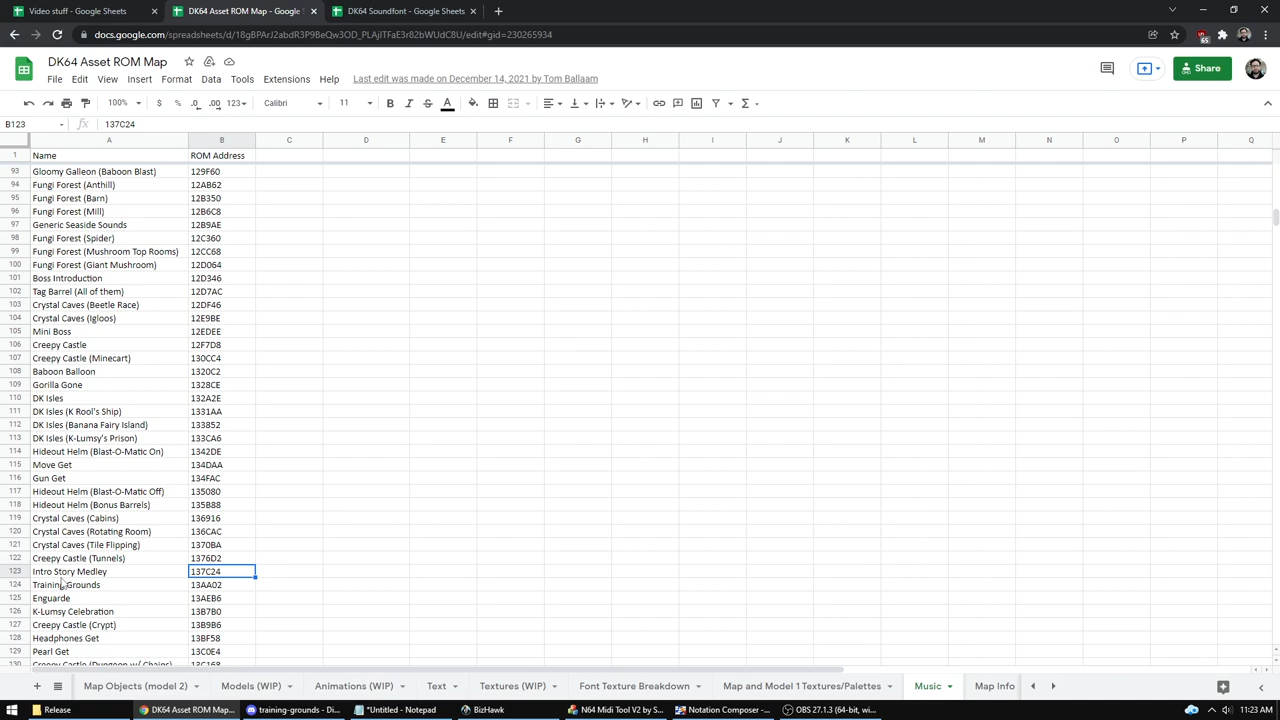 Video stuff - Google Sheets
DK64 Asset ROM Map - Google S
DK64 Soundfont - Google Sheets
docs.google.com/spreadsheets/d/18gBPArJ2abdR3P9BeQw3OD_PLAjITFaE3r82bWUdC8U/edit#gid=230265934
65
DK64 Asset ROM Map
File Edit View Insert Format Data Tools Extensions Help Last edit was made on December 14, 2021 by Tom Ballaam
Share
100% $ % .0 .00 123 Calibri 11 B I S A
B123 fx 137C24
A B C D E F G H I J K L M N O P Q
1 Name ROM Address
93 Gloomy Galleon (Baboon Blast) 129F60
94 Fungi Forest (Anthill) 12AB62
95 Fungi Forest (Barn) 12B350
96 Fungi Forest (Mill) 12B6C8
97 Generic Seaside Sounds 12B9AE
98 Fungi Forest (Spider) 12C360
99 Fungi Forest (Mushroom Top Rooms) 12CC68
100 Fungi Forest (Giant Mushroom) 12D064
101 Boss Introduction 12D346
102 Tag Barrel (All of them) 12D7AC
103 Crystal Caves (Beetle Race) 12DF46
104 Crystal Caves (Igloos) 12E9BE
105 Mini Boss 12EDEE
106 Creepy Castle 12F7D8
107 Creepy Castle (Minecart) 130CC4
108 Baboon Balloon 1320C2
109 Gorilla Gone 1328CE
110 DK Isles 132A2E
111 DK Isles (K Rool's Ship) 1331AA
112 DK Isles (Banana Fairy Island) 133852
113 DK Isles (K-Lumsy's Prison) 133CA6
114 Hideout Helm (Blast-O-Matic On) 1342DE
115 Move Get 134DAA
116 Gun Get 134FAC
117 Hideout Helm (Blast-O-Matic Off) 135080
118 Hideout Helm (Bonus Barrels) 135B88
119 Crystal Caves (Cabins) 136916
120 Crystal Caves (Rotating Room) 136CAC
121 Crystal Caves (Tile Flipping) 1370BA
122 Creepy Castle (Tunnels) 1376D2
123 Intro Story Medley 137C24
124 Training Grounds 13AA02
125 Enguarde 13AEB6
126 K-Lumsy Celebration 13B7B0
127 Creepy Castle (Crypt) 13B9B6
128 Headphones Get 13BF58
129 Pearl Get 13C0E4
130 Creepy Castle (Dungeon w/ Chains) 13C168
Map Objects (model 2) Models (WIP) Animations (WIP) Text Textures (WIP) Font Texture Breakdown Map and Model 1 Textures/Palettes Music Map Info
Release DK64 Asset ROM Ma... training-grounds - Di... *Untitled - Notepad BizHawk N64 Midi Tool V2 by S... Notation Composer -... OBS 27.1.3 (64-bit, wi... 11:23 AM